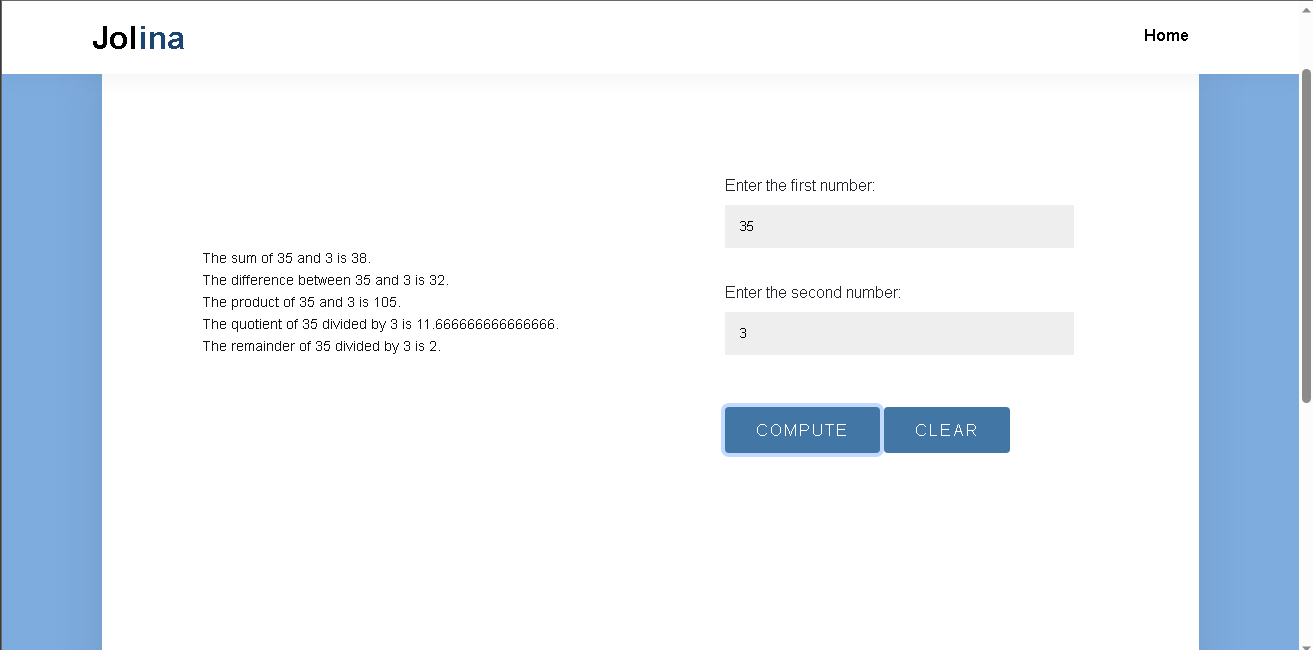 Jolina
Home
The sum of 35 and 3 is 38.
The difference between 35 and 3 is 32.
The product of 35 and 3 is 105.
The quotient of 35 divided by 3 is 11.666666666666666.
The remainder of 35 divided by 3 is 2.
Enter the first number:
35
Enter the second number:
3
COMPUTE
CLEAR